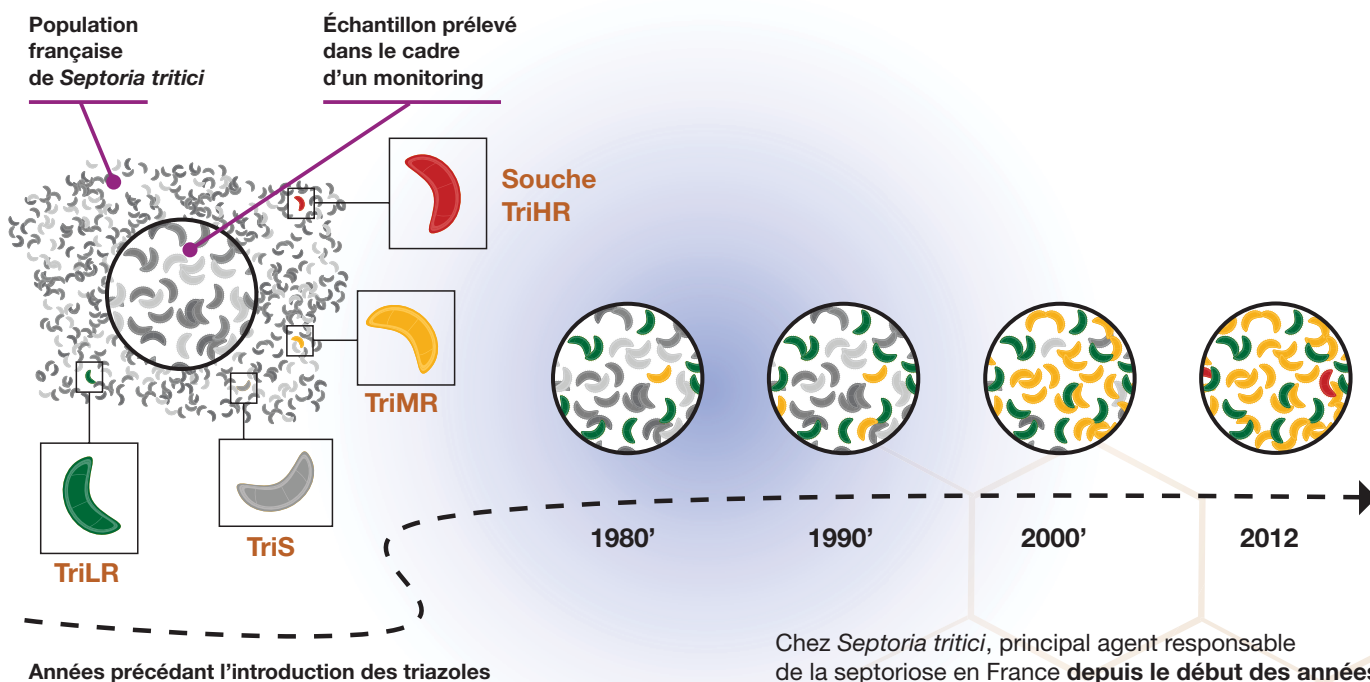 Population
française
de Septoria tritici
Échantillon prélevé
dans le cadre
d’un monitoring
Souche
TriHR
TriMR
TriLR
TriS
1980’
1990’
2000’
2012
Années précédant l’introduction des triazoles
Chez Septoria tritici, principal agent responsable
de la septoriose en France depuis le début des années